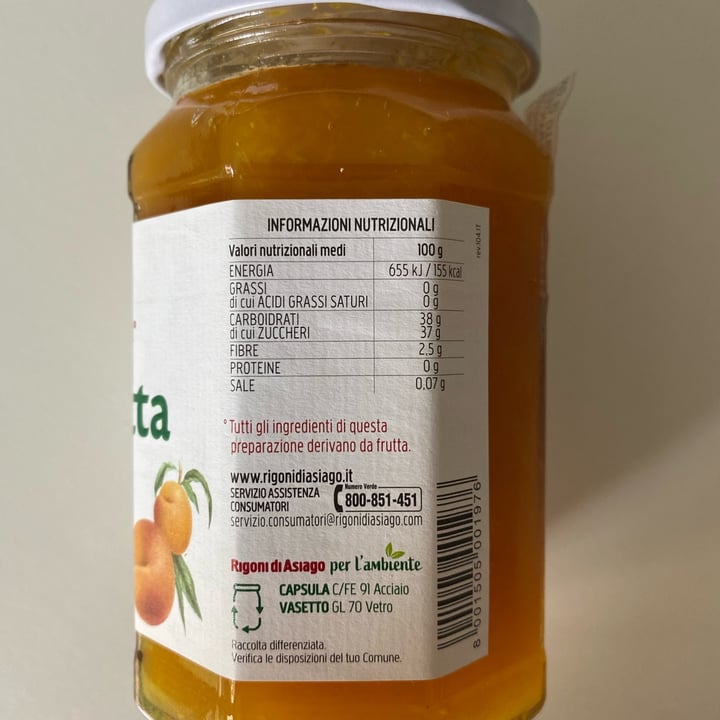 INFORMAZIONI NUTRIZIONALI
Valori nutrizionali medi 100 g
ENERGIA 655 kJ / 155 kcal
GRASSI 0 g
di cui ACIDI GRASSI SATURI 0 g
CARBOIDRATI 38 g
di cui ZUCCHERI 37 g
FIBRE 2,5 g
PROTEINE 0 g
SALE 0,07 g
rev.104.IT
tta
° Tutti gli ingredienti di questa
preparazione derivano da frutta.
www.rigonidiasiago.it
SERVIZIO ASSISTENZA
CONSUMATORI
Numero Verde
800-851-451
servizio.consumatori@rigonidiasiago.com
Rigoni di Asiago per l'ambiente
CAPSULA C/FE 91 Acciaio
VASETTO GL 70 Vetro
Raccolta differenziata.
Verifica le disposizioni del tuo Comune.
8 001505 001976